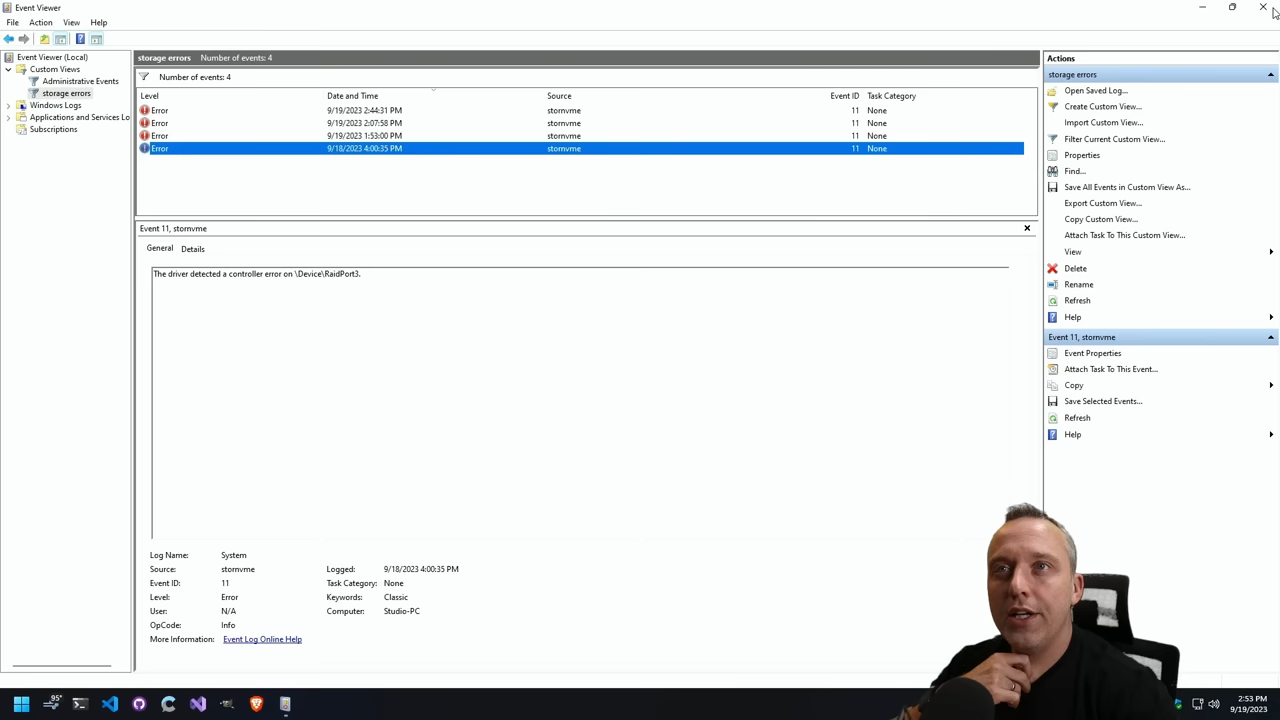 Event Viewer
File Action View Help
Event Viewer (Local)
Custom Views
Administrative Events
storage errors
Windows Logs
Applications and Services Lo
Subscriptions
storage errors Number of events: 4
Number of events: 4
Level Date and Time Source Event ID Task Category
Error 9/19/2023 2:44:31 PM stornvme 11 None
Error 9/19/2023 2:07:58 PM stornvme 11 None
Error 9/19/2023 1:53:00 PM stornvme 11 None
Error 9/18/2023 4:00:35 PM stornvme 11 None
Event 11, stornvme
General Details
The driver detected a controller error on \Device\RaidPort3.
Log Name: System
Source: stornvme Logged: 9/18/2023 4:00:35 PM
Event ID: 11 Task Category: None
Level: Error Keywords: Classic
User: N/A Computer: Studio-PC
OpCode: Info
More Information: Event Log Online Help
Actions
storage errors
Open Saved Log...
Create Custom View...
Import Custom View...
Filter Current Custom View...
Properties
Find...
Save All Events in Custom View As...
Export Custom View...
Copy Custom View...
Attach Task To This Custom View...
View
Delete
Rename
Refresh
Help
Event 11, stornvme
Event Properties
Attach Task To This Event...
Copy
Save Selected Events...
Refresh
Help
95°
2:53 PM
9/19/2023